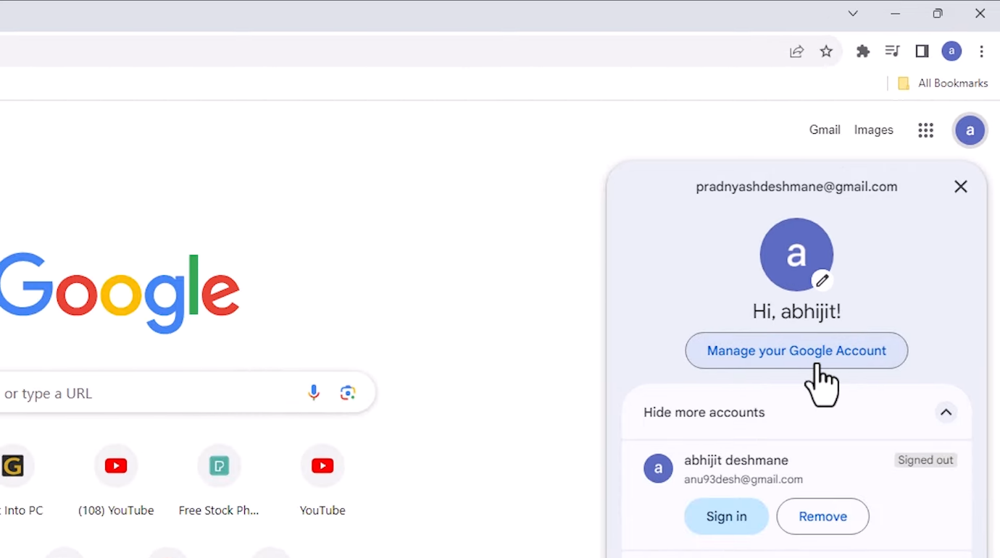 a
All Bookmarks
Gmail Images
a
pradnyashdeshmane@gmail.com
a
Hi, abhijit!
Google
Manage your Google Account
or type a URL
Hide more accounts
a
abhijit deshmane
Signed out
anu93desh@gmail.com
G
P
Into PC
(108) YouTube
Free Stock Ph...
YouTube
Sign in
Remove